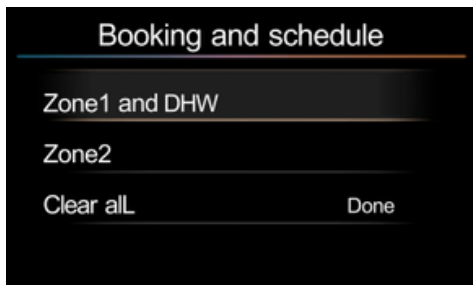 Booking and schedule
Zone1 and DHW
Zone2
Clear alL Done